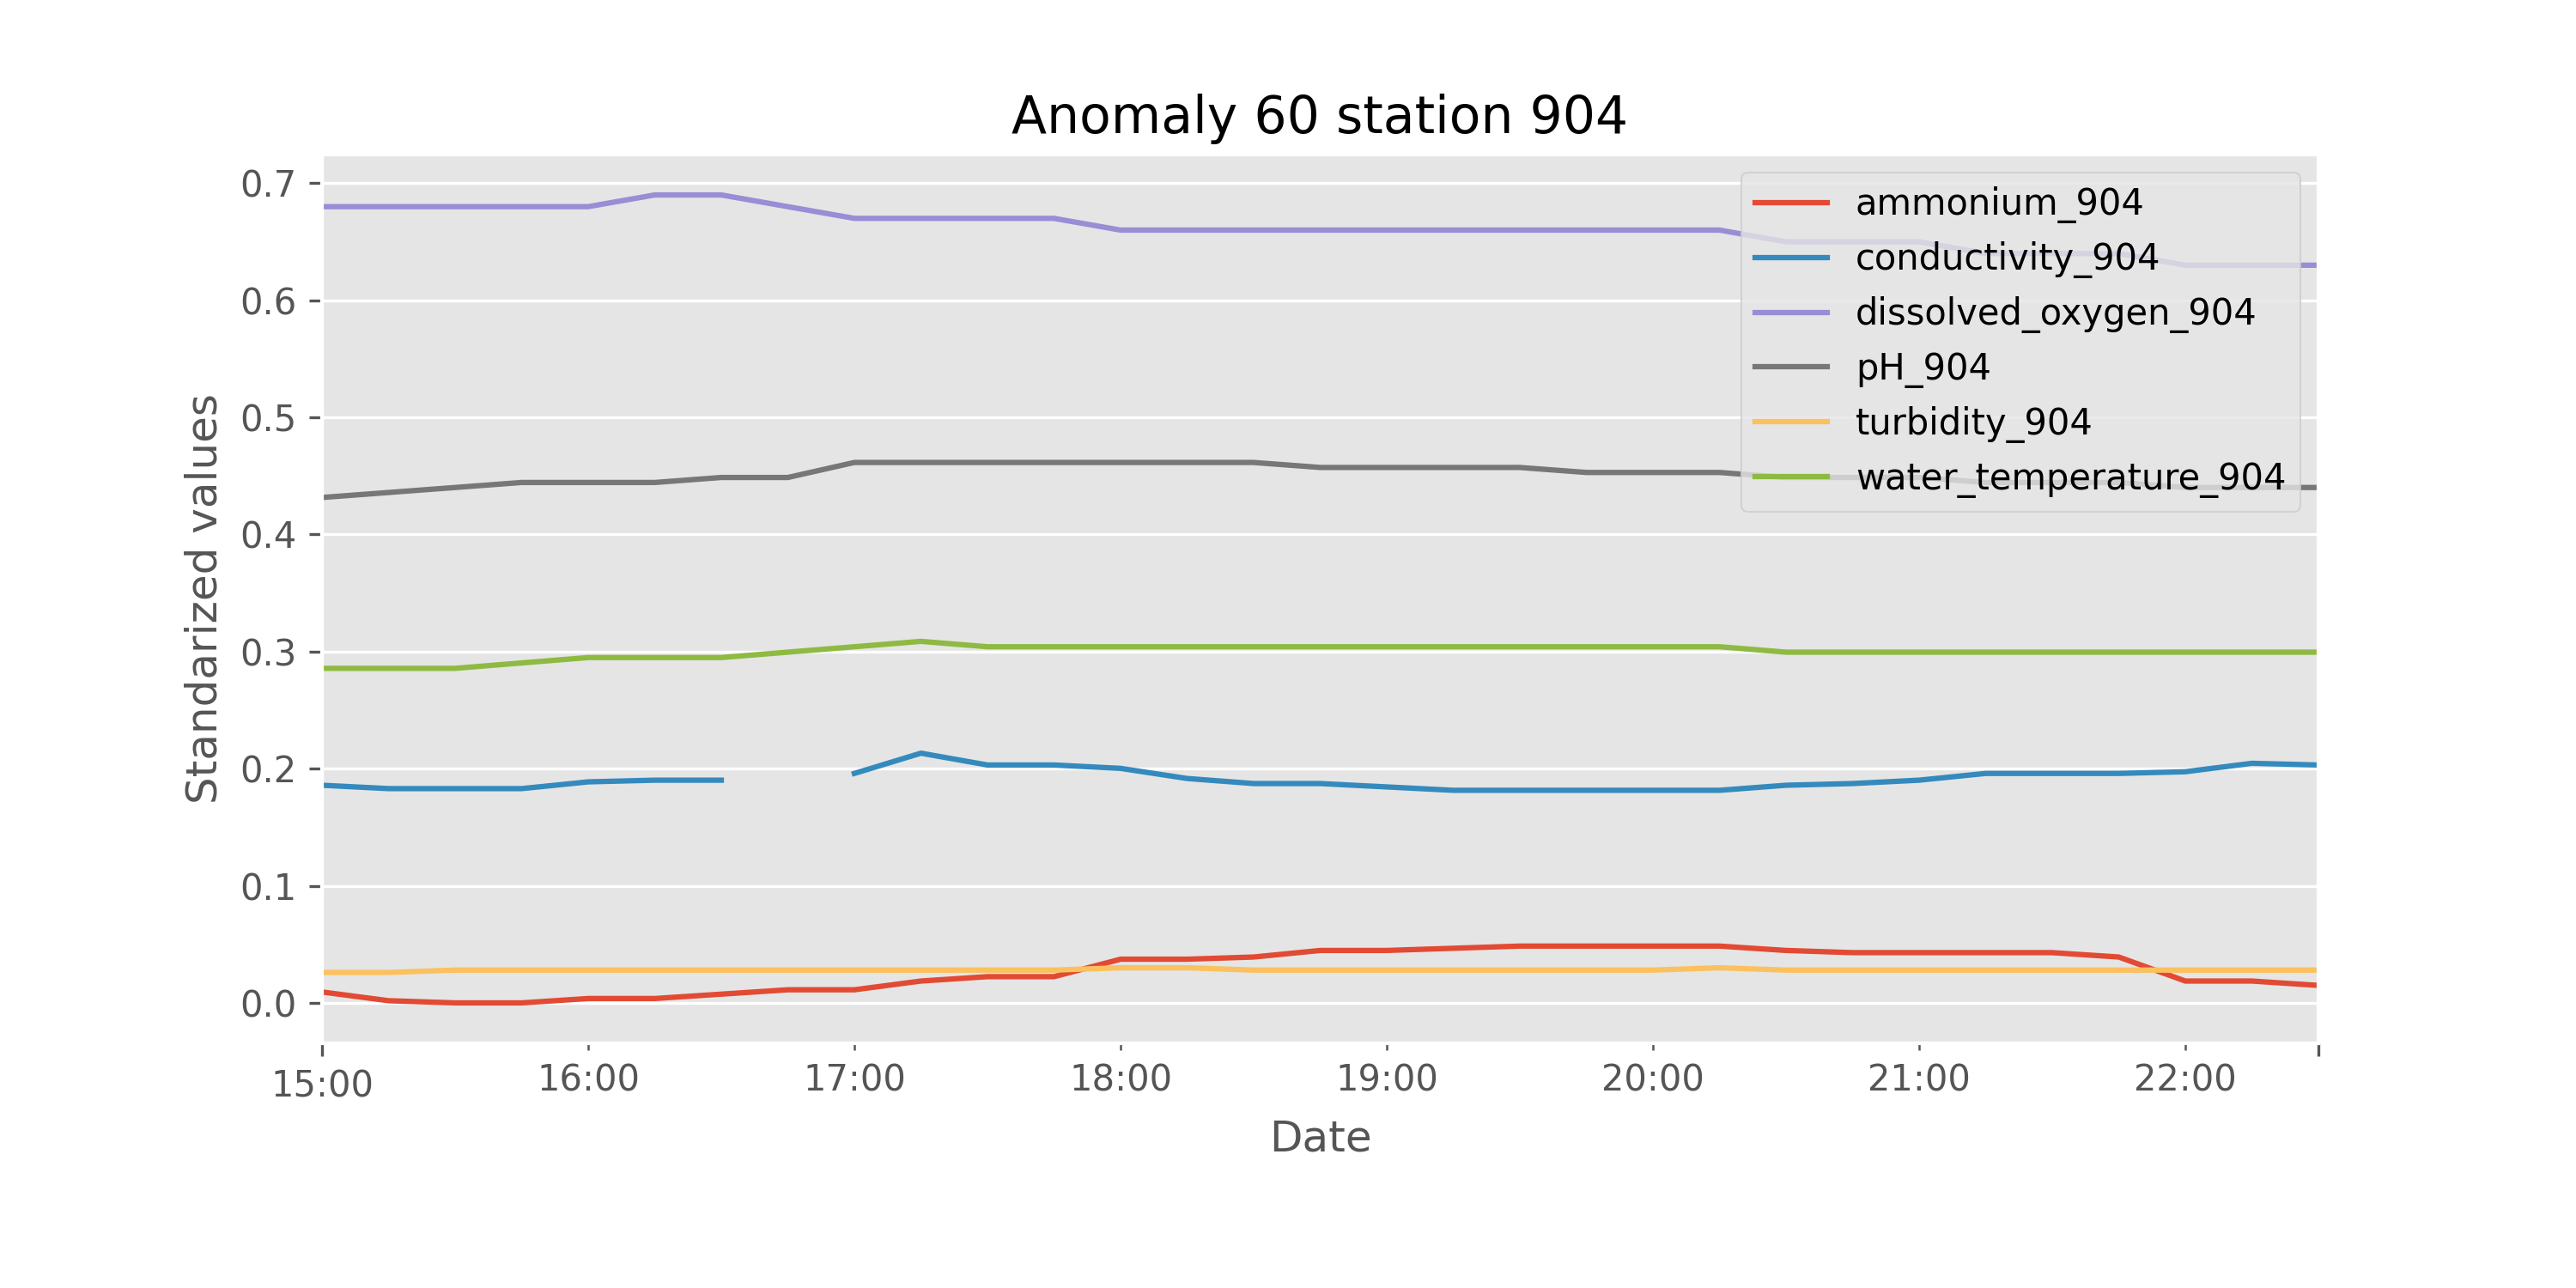 Anomaly 60 station 904
0.7
0.6
0.5
0.4
0.3
0.2
0.1
0.0
Standarized values
ammonium_904
conductivity_904
dissolved_oxygen_904
pH_904
turbidity_904
water_temperature_904
15:00 16:00 17:00 18:00 19:00 20:00 21:00 22:00
Date